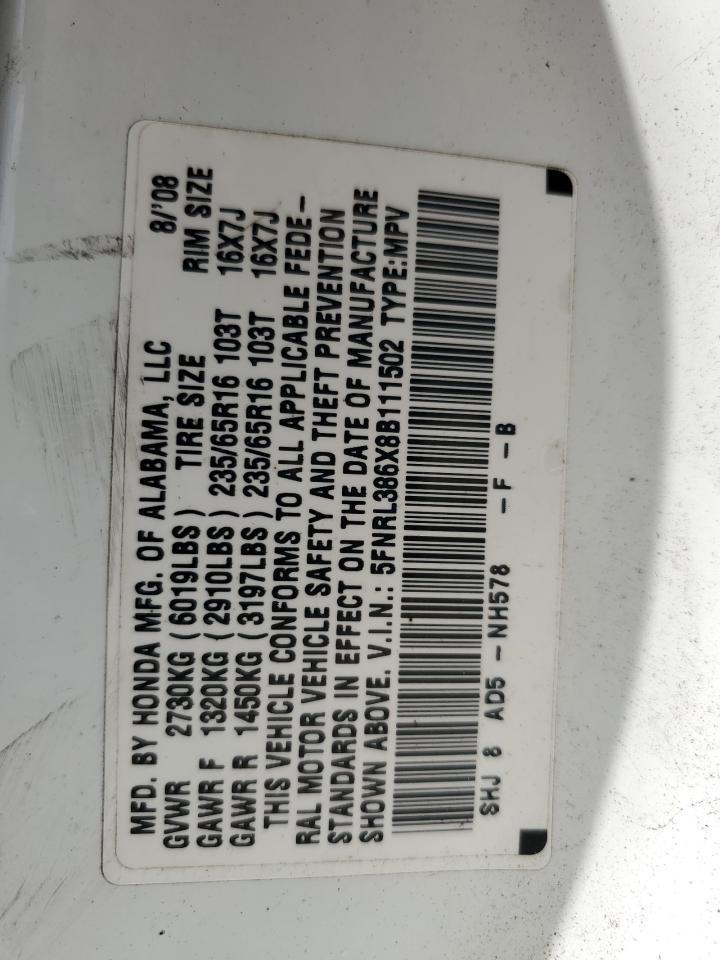 MFD. BY HONDA MFG. OF ALABAMA, LLC 8/'08
GVWR 2730KG (6019LBS) TIRE SIZE RIM SIZE
GAWR F 1320KG (2910LBS) 235/65R16 103T 16X7J
GAWR R 1450KG (3197LBS) 235/65R16 103T 16X7J
THIS VEHICLE CONFORMS TO ALL APPLICABLE FEDE-
RAL MOTOR VEHICLE SAFETY AND THEFT PREVENTION
STANDARDS IN EFFECT ON THE DATE OF MANUFACTURE
SHOWN ABOVE. V.I.N.: 5FNRL386X8B111502 TYPE:MPV
SHJ 8 AD5 -NH578 -F -B